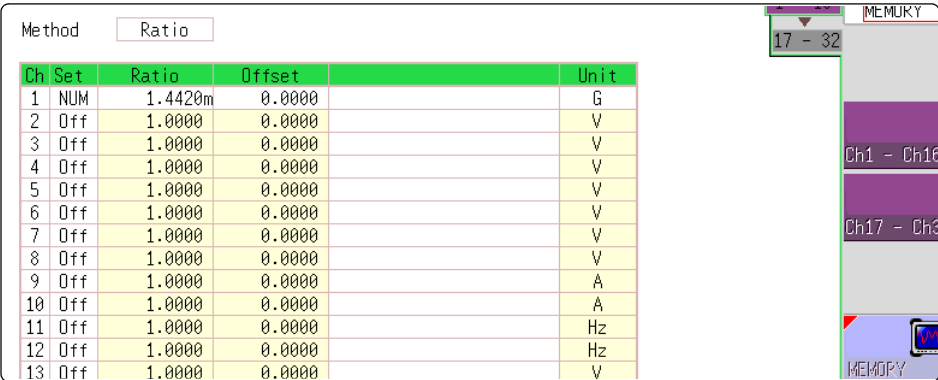 Method Ratio
17 - 32
MEMORY
Ch Set Ratio Offset Unit
1 NUM 1.4420m 0.0000 G
2 Off 1.0000 0.0000 V
3 Off 1.0000 0.0000 V
4 Off 1.0000 0.0000 V
5 Off 1.0000 0.0000 V
6 Off 1.0000 0.0000 V
7 Off 1.0000 0.0000 V
8 Off 1.0000 0.0000 V
9 Off 1.0000 0.0000 A
10 Off 1.0000 0.0000 A
11 Off 1.0000 0.0000 Hz
12 Off 1.0000 0.0000 Hz
13 Off 1.0000 0.0000 V
Ch1 - Ch16
Ch17 - Ch3
MEMORY